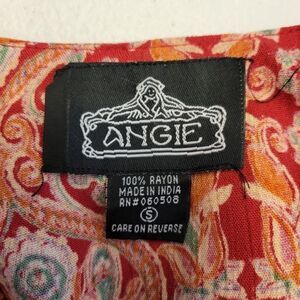 ANGIE
100% RAYON
MADE IN INDIA
RN#060508
S
CARE ON REVERSE